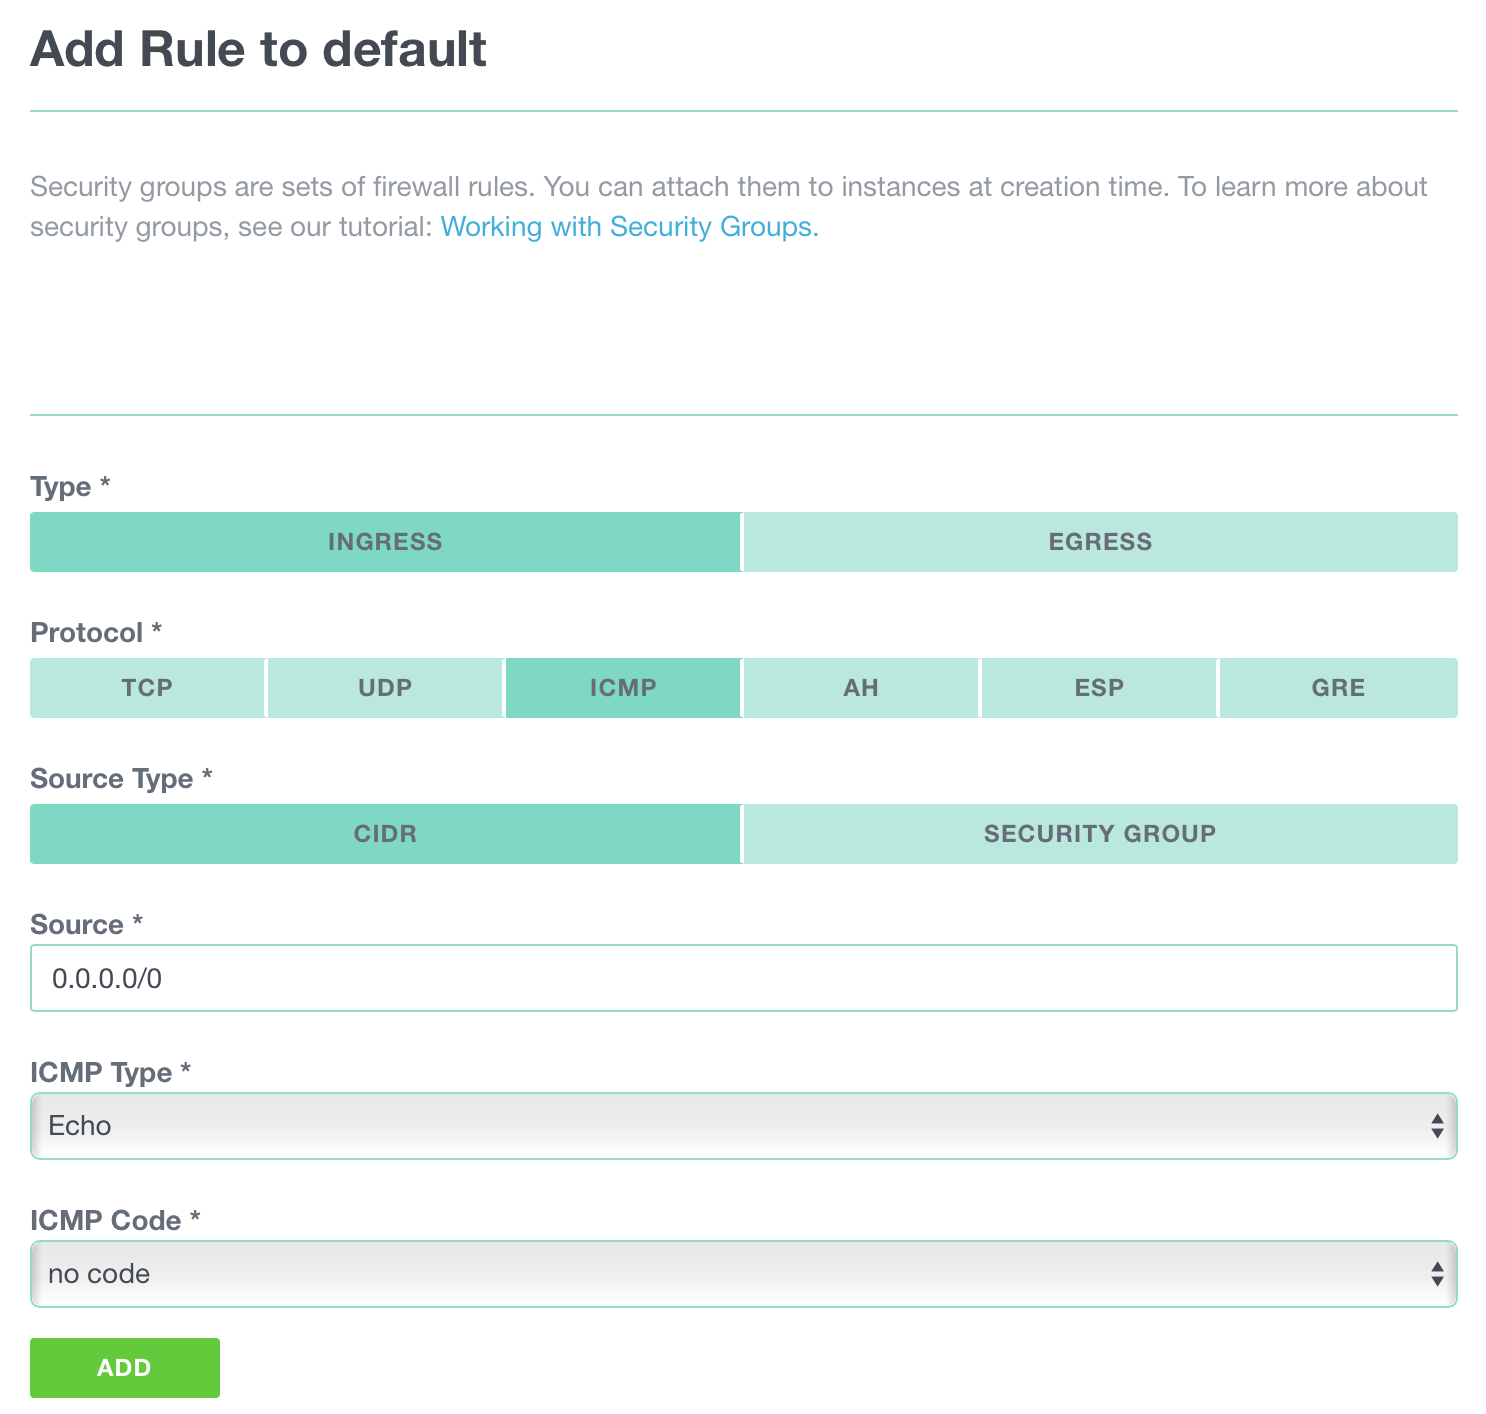 Add Rule to default
Security groups are sets of firewall rules. You can attach them to instances at creation time. To learn more about
security groups, see our tutorial: Working with Security Groups.
Type *
INGRESS EGRESS
Protocol *
TCP UDP ICMP AH ESP GRE
Source Type *
CIDR SECURITY GROUP
Source *
0.0.0.0/0
ICMP Type *
Echo
ICMP Code *
no code
ADD